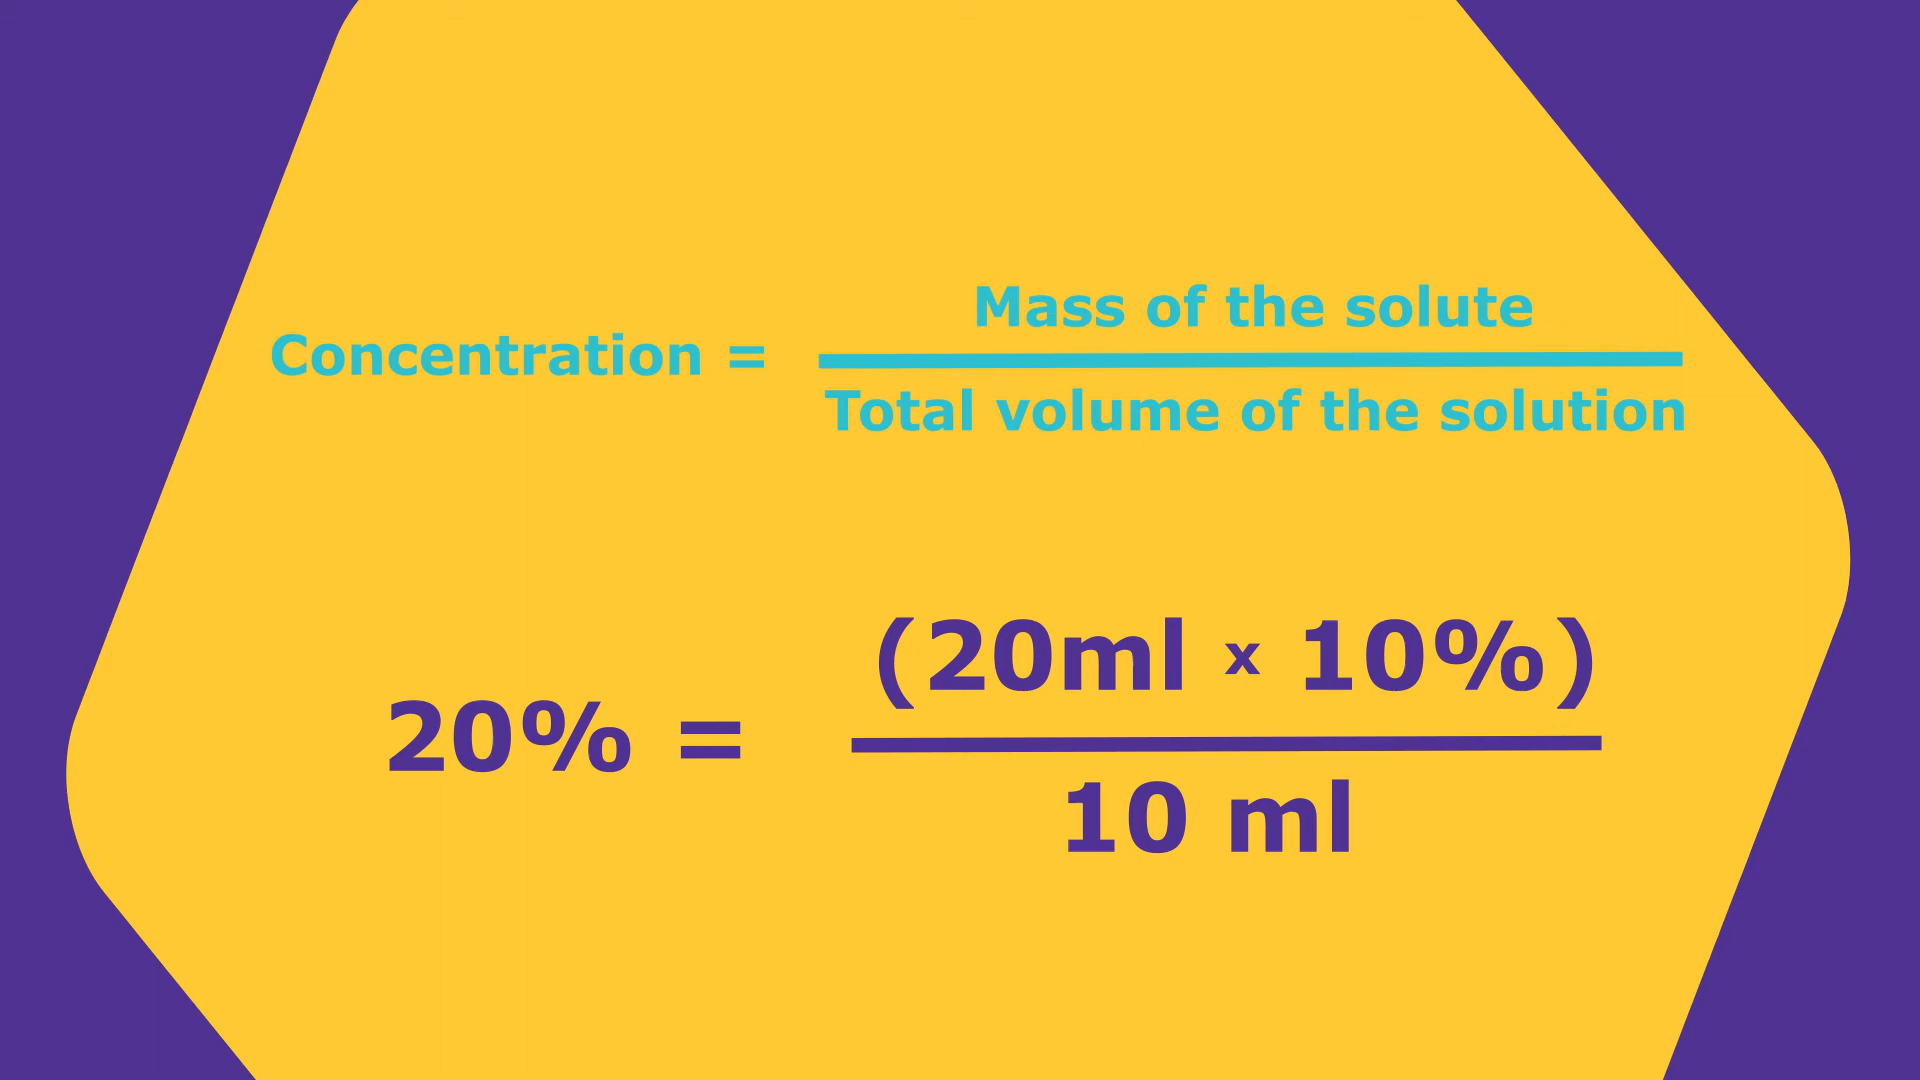 Concentration = Mass of the solute
Total volume of the solution
20% = (20ml x 10%)
10 ml